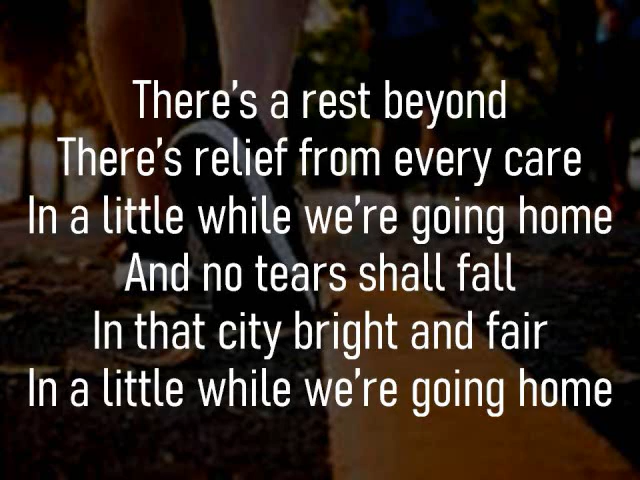 There's a rest beyond
There's relief from every care
In a little while we're going home
And no tears shall fall
In that city bright and fair
In a little while we're going home